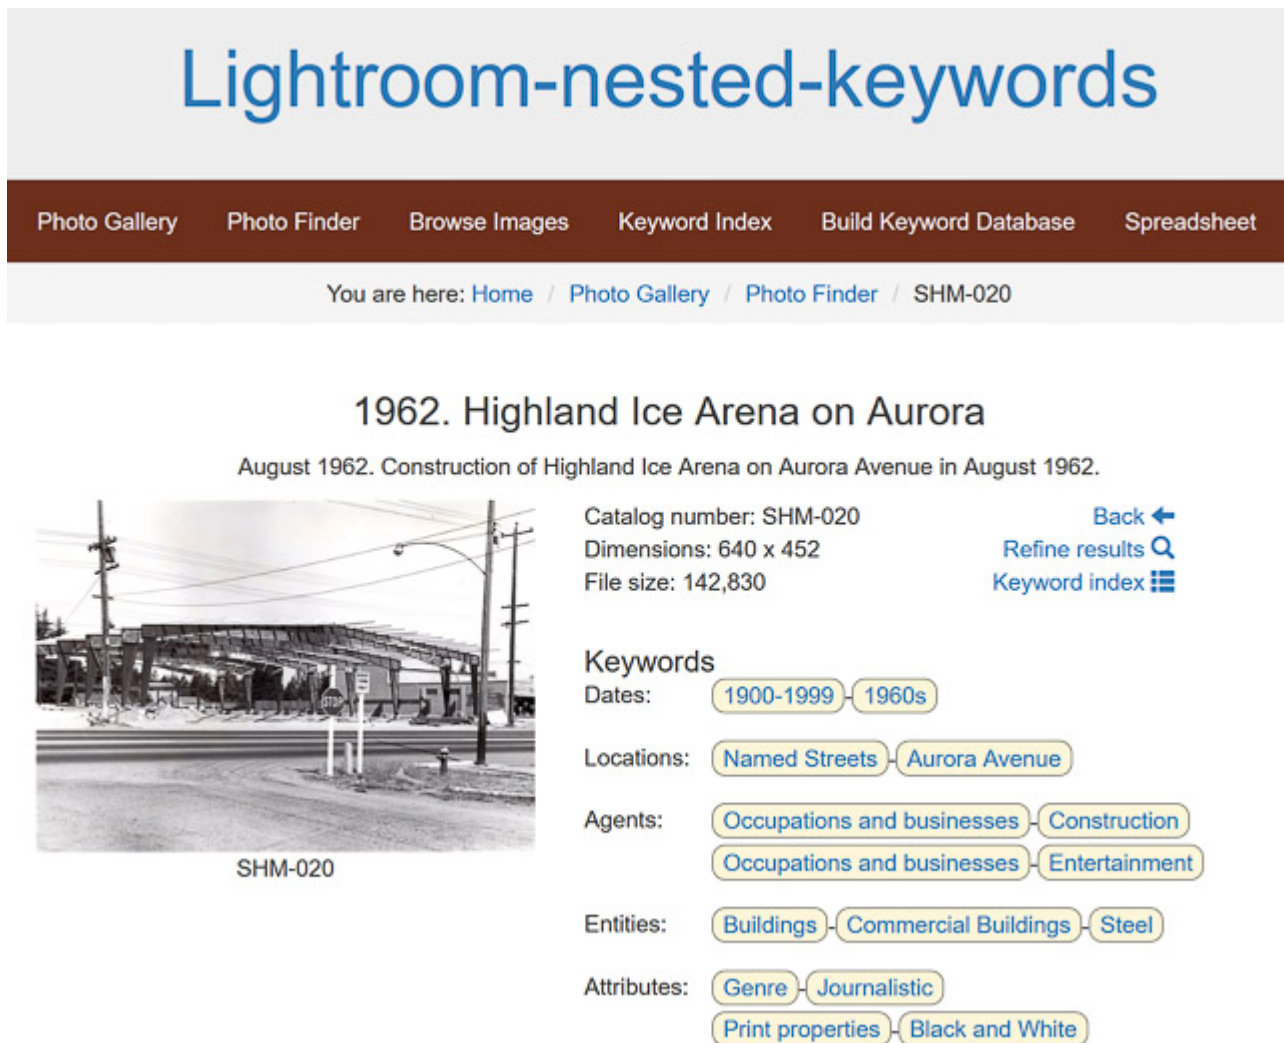 Lightroom-nested-keywords
Photo Gallery Photo Finder Browse Images Keyword Index Build Keyword Database Spreadsheet
You are here: Home / Photo Gallery / Photo Finder / SHM-020
1962. Highland Ice Arena on Aurora
August 1962. Construction of Highland Ice Arena on Aurora Avenue in August 1962.
STOP
SHM-020
Catalog number: SHM-020 Back
Dimensions: 640 x 452 Refine results
File size: 142,830 Keyword index
Keywords
Dates: 1900-1999 - 1960s
Locations: Named Streets - Aurora Avenue
Agents: Occupations and businesses - Construction
Occupations and businesses - Entertainment
Entities: Buildings - Commercial Buildings - Steel
Attributes: Genre - Journalistic
Print properties - Black and White